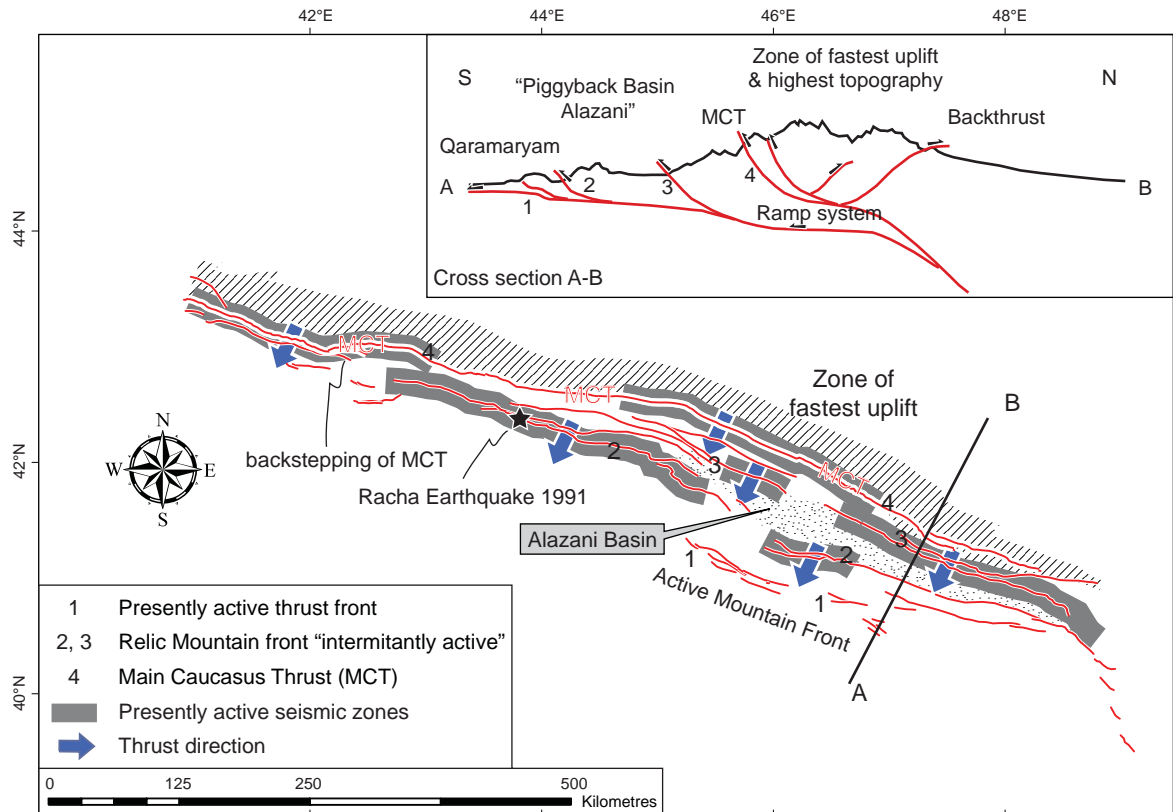 42°E 44°E 46°E 48°E
44°N
42°N
40°N
S
N
Zone of fastest uplift
& highest topography
“Piggyback Basin
Alazani”
MCT
Backthrust
Qaramaryam
A
B
1
2
3
4
Ramp system
Cross section A-B
MCT
4
MCT
MCT
4
Zone of
fastest uplift
B
N
W E
S
backstepping of MCT
Racha Earthquake 1991
2
3
3
Alazani Basin
1
2
1
Active Mountain Front
A
1 Presently active thrust front
2, 3 Relic Mountain front “intermitantly active”
4 Main Caucasus Thrust (MCT)
Presently active seismic zones
Thrust direction
0 125 250 500
Kilometres